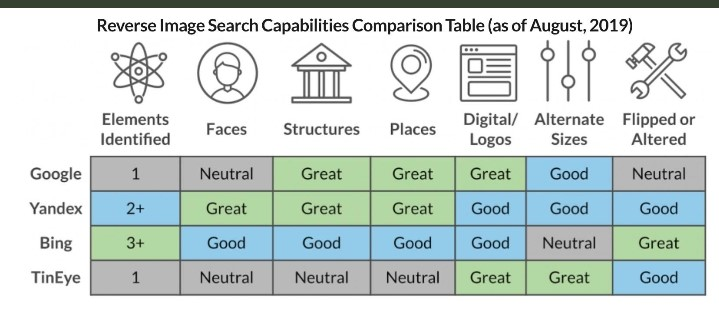 Reverse Image Search Capabilities Comparison Table (as of August, 2019)
Elements Identified Faces Structures Places Digital/ Logos Alternate Sizes Flipped or Altered
Google 1 Neutral Great Great Great Good Neutral
Yandex 2+ Great Great Great Good Good Good
Bing 3+ Good Good Good Good Neutral Great
TinEye 1 Neutral Neutral Neutral Great Great Good